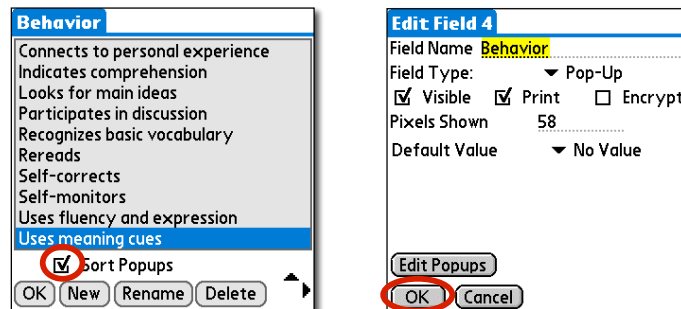 Behavior
Connects to personal experience
Indicates comprehension
Looks for main ideas
Participates in discussion
Recognizes basic vocabulary
Rereads
Self-corrects
Self-monitors
Uses fluency and expression
Uses meaning cues
Sort Popups
OK New Rename Delete
Edit Field 4
Field Name Behavior
Field Type: Pop-Up
Visible Print Encrypt
Pixels Shown 58
Default Value No Value
Edit Popups
OK Cancel